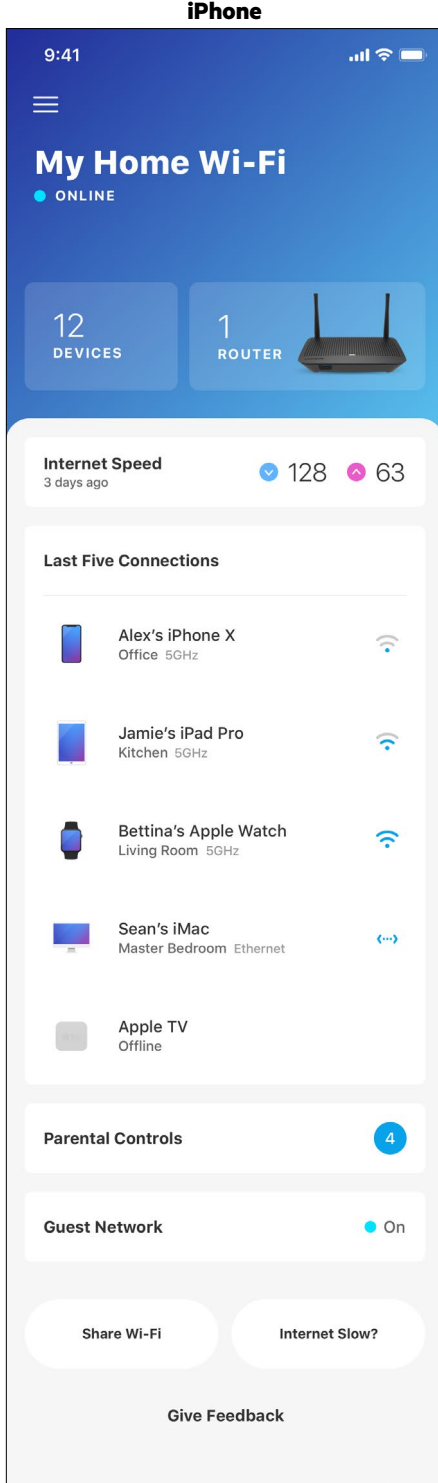 iPhone
9:41
My Home Wi-Fi
ONLINE
12
DEVICES
1
ROUTER
Internet Speed
3 days ago
128
63
Last Five Connections
Alex's iPhone X
Office 5GHz
Jamie's iPad Pro
Kitchen 5GHz
Bettina's Apple Watch
Living Room 5GHz
Sean's iMac
Master Bedroom Ethernet
Apple TV
Offline
Parental Controls
4
Guest Network
On
Share Wi-Fi
Internet Slow?
Give Feedback